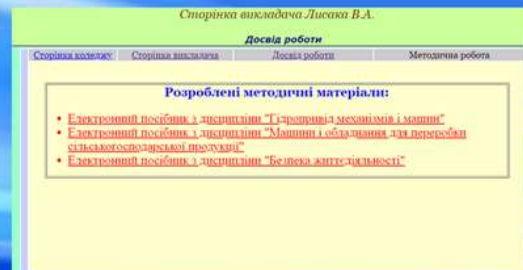 Сторінка викладача Лисака В.А.
Досвід роботи
Сторінка коледжу Сторінка викладача Досвід роботи Методична робота
Розроблені методичні матеріали:
Електронний посібник з дисципліни "Гідропривід механізмів і машин"
Електронний посібник з дисципліни "Машини і обладнання для переробки
сільськогосподарської продукції"
Електронний посібник з дисципліни "Безпека життєдіяльності"